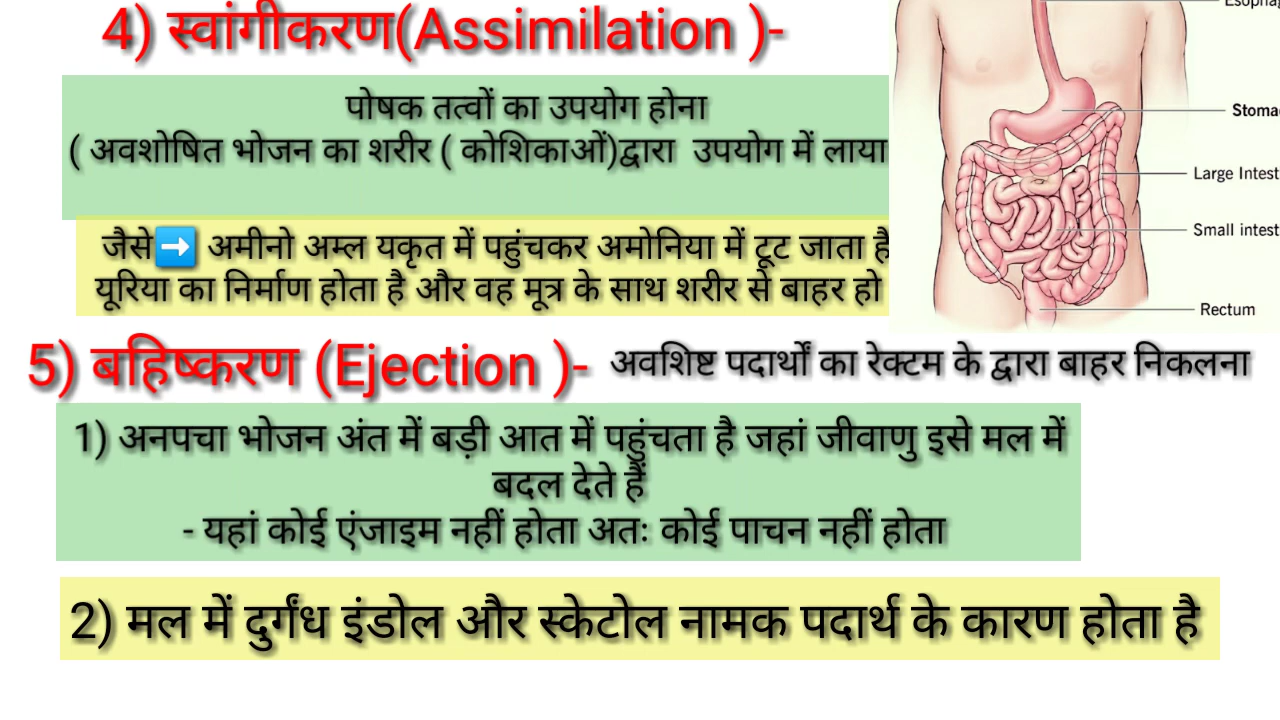 4) स्वांगीकरण(Assimilation )-
पोषक तत्वों का उपयोग होना
( अवशोषित भोजन का शरीर ( कोशिकाओं)द्वारा उपयोग में लाया
जैसे➡️ अमीनो अम्ल यकृत में पहुंचकर अमोनिया में टूट जाता है
यूरिया का निर्माण होता है और वह मूत्र के साथ शरीर से बाहर हो
Esophag
Stoma
Large Intest
Small intest
Rectum
5) बहिष्करण (Ejection )- अवशिष्ट पदार्थों का रेक्टम के द्वारा बाहर निकलना
1) अनपचा भोजन अंत में बड़ी आत में पहुंचता है जहां जीवाणु इसे मल में
बदल देते हैं
- यहां कोई एंजाइम नहीं होता अतः कोई पाचन नहीं होता
2) मल में दुर्गंध इंडोल और स्केटोल नामक पदार्थ के कारण होता है